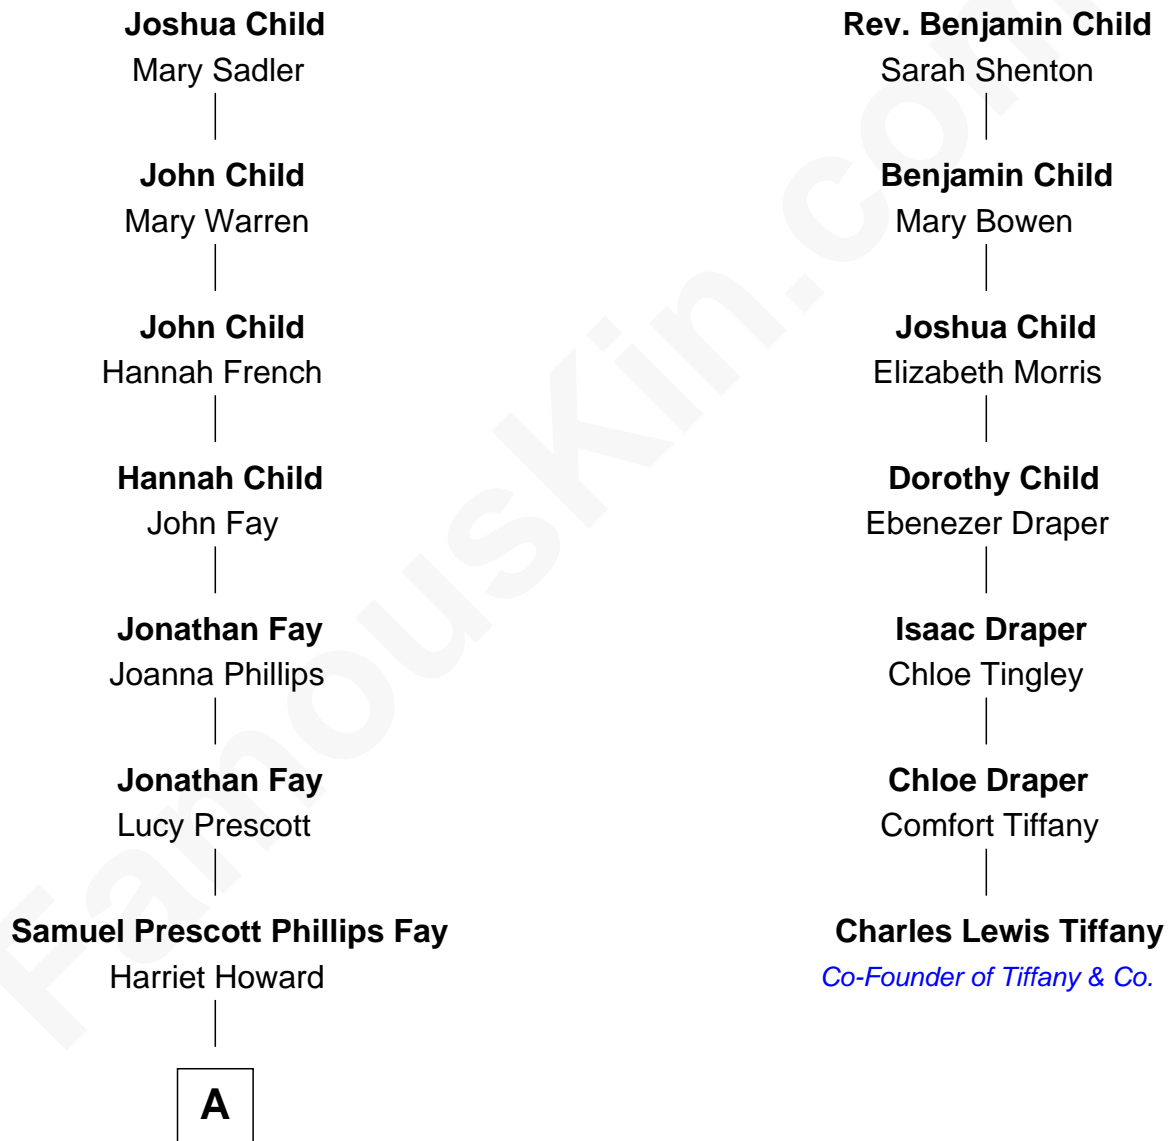 Joshua Child
Mary Sadler
John Child
Mary Warren
John Child
Hannah French
Hannah Child
John Fay
Jonathan Fay
Joanna Phillips
Jonathan Fay
Lucy Prescott
Samuel Prescott Phillips Fay
Harriet Howard
A
Rev. Benjamin Child
Sarah Shenton
Benjamin Child
Mary Bowen
Joshua Child
Elizabeth Morris
Dorothy Child
Ebenezer Draper
Isaac Draper
Chloe Tingley
Chloe Draper
Comfort Tiffany
Charles Lewis Tiffany
Co-Founder of Tiffany & Co.
FamousKin.com